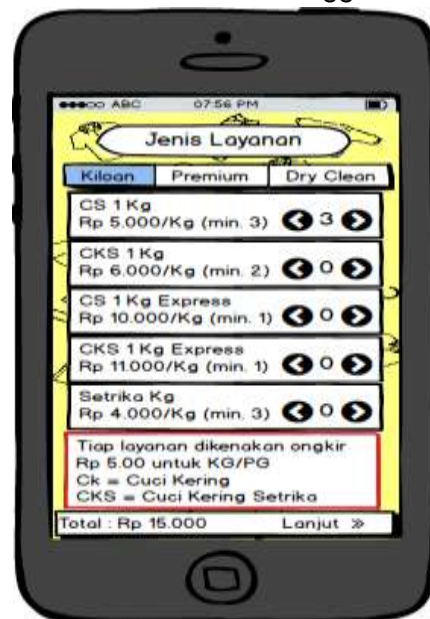 ABC 07:56 PM
Jenis Layanan
Kiloan Premium Dry Clean
CS 1 Kg
Rp 5.000/Kg (min. 3) 3
CKS 1 Kg
Rp 6.000/Kg (min. 2) 0
CS 1 Kg Express
Rp 10.000/Kg (min. 1) 0
CKS 1 Kg Express
Rp 11.000/Kg (min. 1) 0
Setrika Kg
Rp 4.000/Kg (min. 3) 0
Tiap layanan dikenakan ongkir
Rp 5.00 untuk KG/PG
Ck = Cuci Kering
CKS = Cuci Kering Setrika
Total : Rp 15.000 Lanjut »